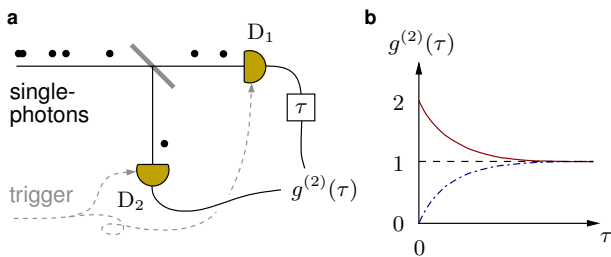 a
D₁
single-
photons
τ
trigger
D₂
g⁽²⁾(τ)
b
g⁽²⁾(τ)
2
1
0
0
τ